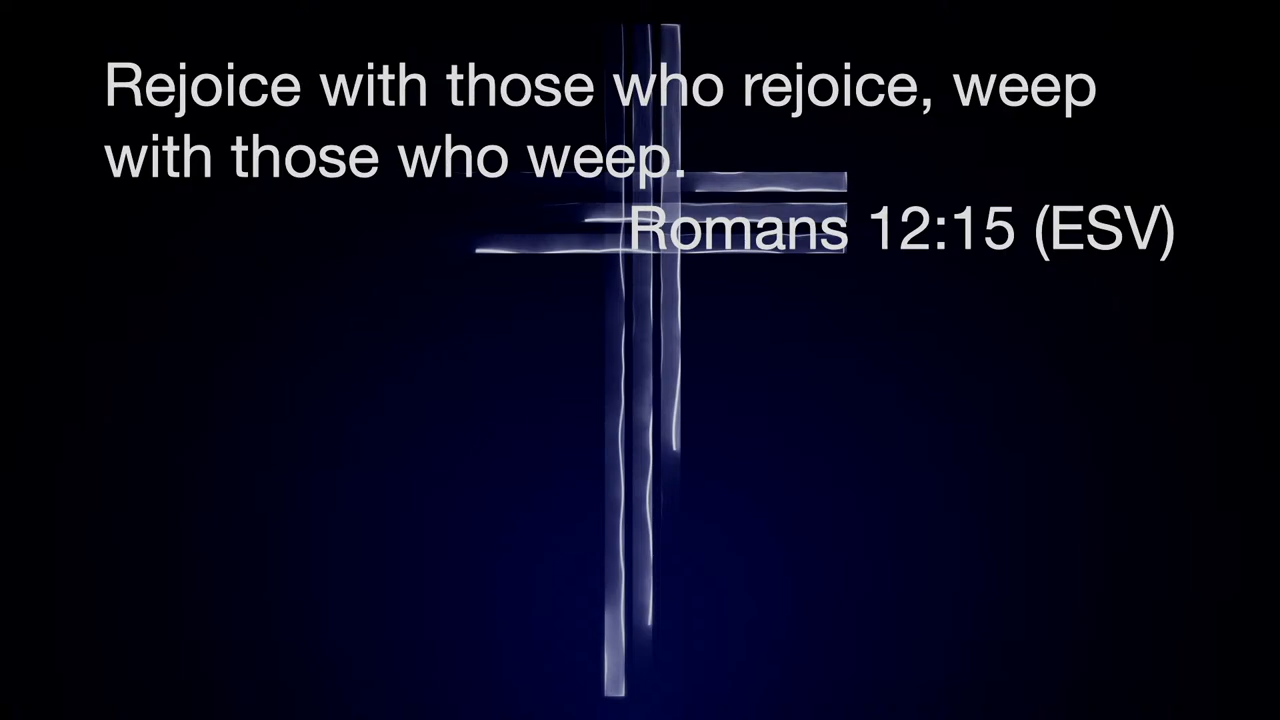 Rejoice with those who rejoice, weep
with those who weep.
Romans 12:15 (ESV)